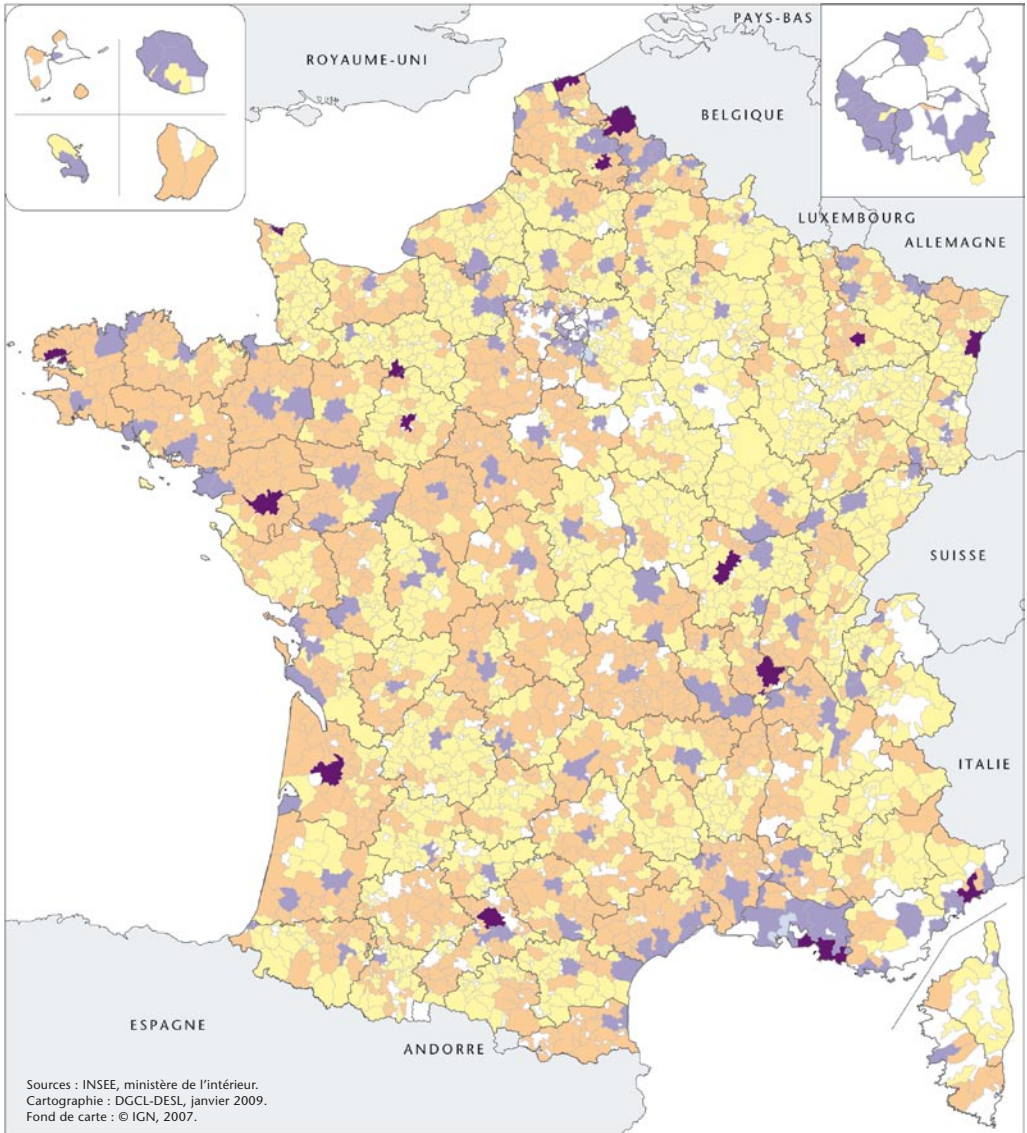 PAYS-BAS
ROYAUME-UNI
BELGIQUE
LUXEMBOURG
ALLEMAGNE
SUISSE
ITALIE
ESPAGNE
ANDORRE
Sources : INSEE, ministère de l'intérieur.
Cartographie : DGCL-DESL, janvier 2009.
Fond de carte : © IGN, 2007.